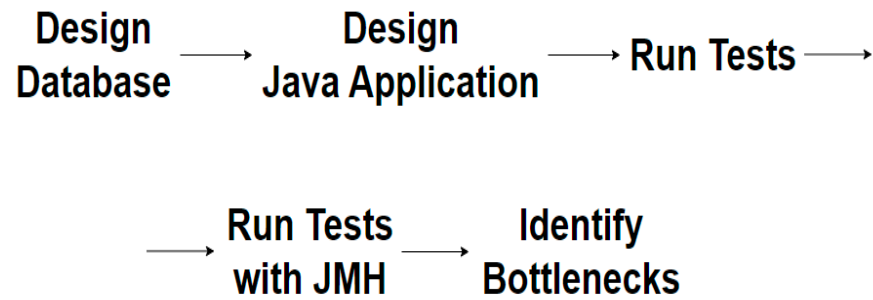 Design
Database
Design
Java Application
Run Tests
Run Tests
with JMH
Identify
Bottlenecks